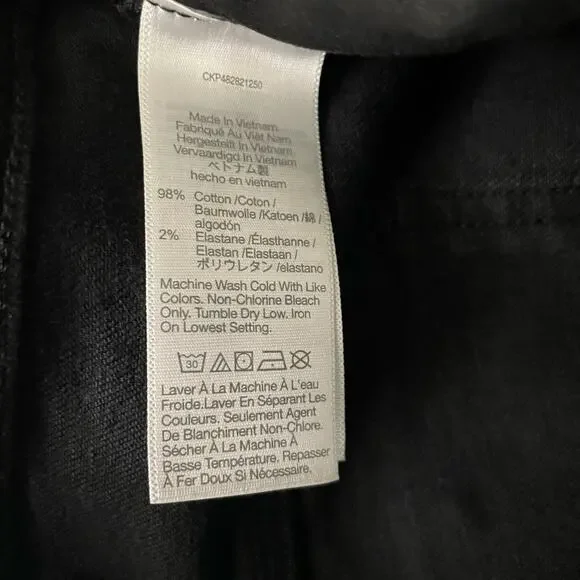 CKP482821250
Made In Vietnam
Fabriqué Au Viêt Nam
Hergestellt In Vietnam
Vervaardigd In Vietnam
ベトナム製
hecho en vietnam
98% Cotton /Coton /
Baumwolle /Katoen /綿 /
algodón
2% Elastane /Élasthanne /
Elastan /Elastaan /
ポリウレタン /elastano
Machine Wash Cold With Like
Colors. Non-Chlorine Bleach
Only. Tumble Dry Low. Iron
On Lowest Setting.
30
Laver À La Machine À L'eau
Froide.Laver En Séparant Les
Couleurs. Seulement Agent
De Blanchiment Non-Chlore.
Sécher À La Machine À
Basse Température. Repasser
À Fer Doux Si Nécessaire.